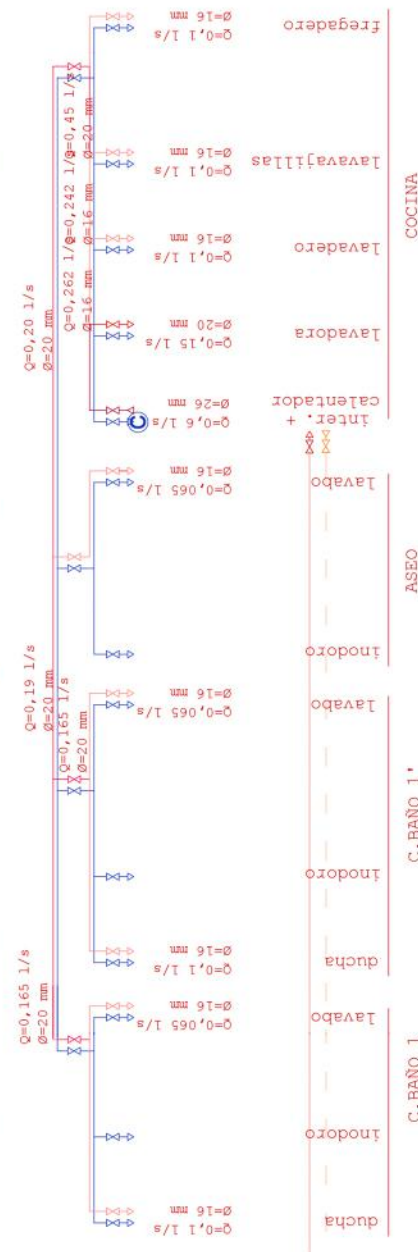 Q=0,1 l/s
Ø=16 mm
fregadero
Q=0,45 l/s
Ø=20 mm
Q=0,1 l/s
Ø=16 mm
lavavajillas
Q=0,242 l/s
Ø=16 mm
Q=0,1 l/s
Ø=16 mm
lavadero
Q=0,262 l/s
Ø=16 mm
Q=0,15 l/s
Ø=20 mm
lavadora
Q=0,6 l/s
Ø=26 mm
inter. +
calentador
C
COCINA
Q=0,20 l/s
Ø=20 mm
Q=0,065 l/s
Ø=16 mm
lavabo
inodoro
ASEO
Q=0,19 l/s
Ø=20 mm
Q=0,165 l/s
Ø=20 mm
Q=0,065 l/s
Ø=16 mm
lavabo
inodoro
Q=0,1 l/s
Ø=16 mm
ducha
C.BAÑO 1'
Q=0,165 l/s
Ø=20 mm
Q=0,065 l/s
Ø=16 mm
lavabo
inodoro
Q=0,1 l/s
Ø=16 mm
ducha
C.BAÑO 1